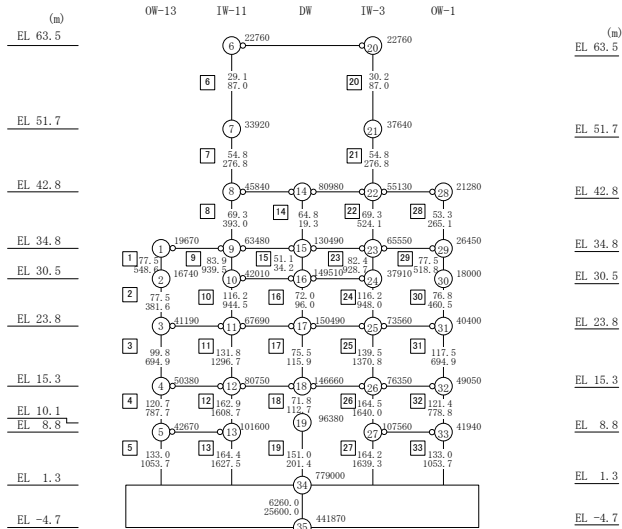 OW-13 IW-11 DW IW-3 OW-1
(m) (m)
EL 63.5 6 22760 20 22760 EL 63.5
29.1 30.2
6 87.0 20 87.0
EL 51.7 7 33920 21 37640 EL 51.7
7 54.8 21 54.8
276.8 276.8
EL 42.8 8 45840 14 80980 22 55130 28 21280 EL 42.8
69.3 64.8 69.3 53.3
8 393.0 14 19.3 22 524.1 28 265.1
EL 34.8 1 19670 9 63480 15 130490 23 65550 29 26450 EL 34.8
1 77.5 9 83.9 15 51.1 23 82.4 29 77.5
548.6 939.5 34.2 928.7 518.8
EL 30.5 2 16740 10 42010 16 149510 24 37910 30 18000 EL 30.5
2 77.5 10 116.2 16 72.0 24 116.2 30 76.8
381.6 944.5 96.0 948.0 460.5
EL 23.8 3 41190 11 67690 17 150490 25 73560 31 40400 EL 23.8
3 99.8 11 131.8 17 75.5 25 139.5 31 117.5
694.9 1296.7 115.9 1370.8 694.9
EL 15.3 4 50380 12 80750 18 146660 26 76350 32 49050 EL 15.3
4 120.7 12 162.9 18 71.8 26 164.5 32 121.4
787.7 1608.7 112.7 1640.0 778.8
EL 10.1 19 96380
EL 8.8 5 42670 13 101600 27 107560 33 41940 EL 8.8
5 133.0 13 164.4 19 151.0 27 164.2 33 133.0
1053.7 1627.5 201.4 1639.3 1053.7
EL 1.3 34 779000 EL 1.3
6260.0
25600.0
EL -4.7 35 441870 EL -4.7